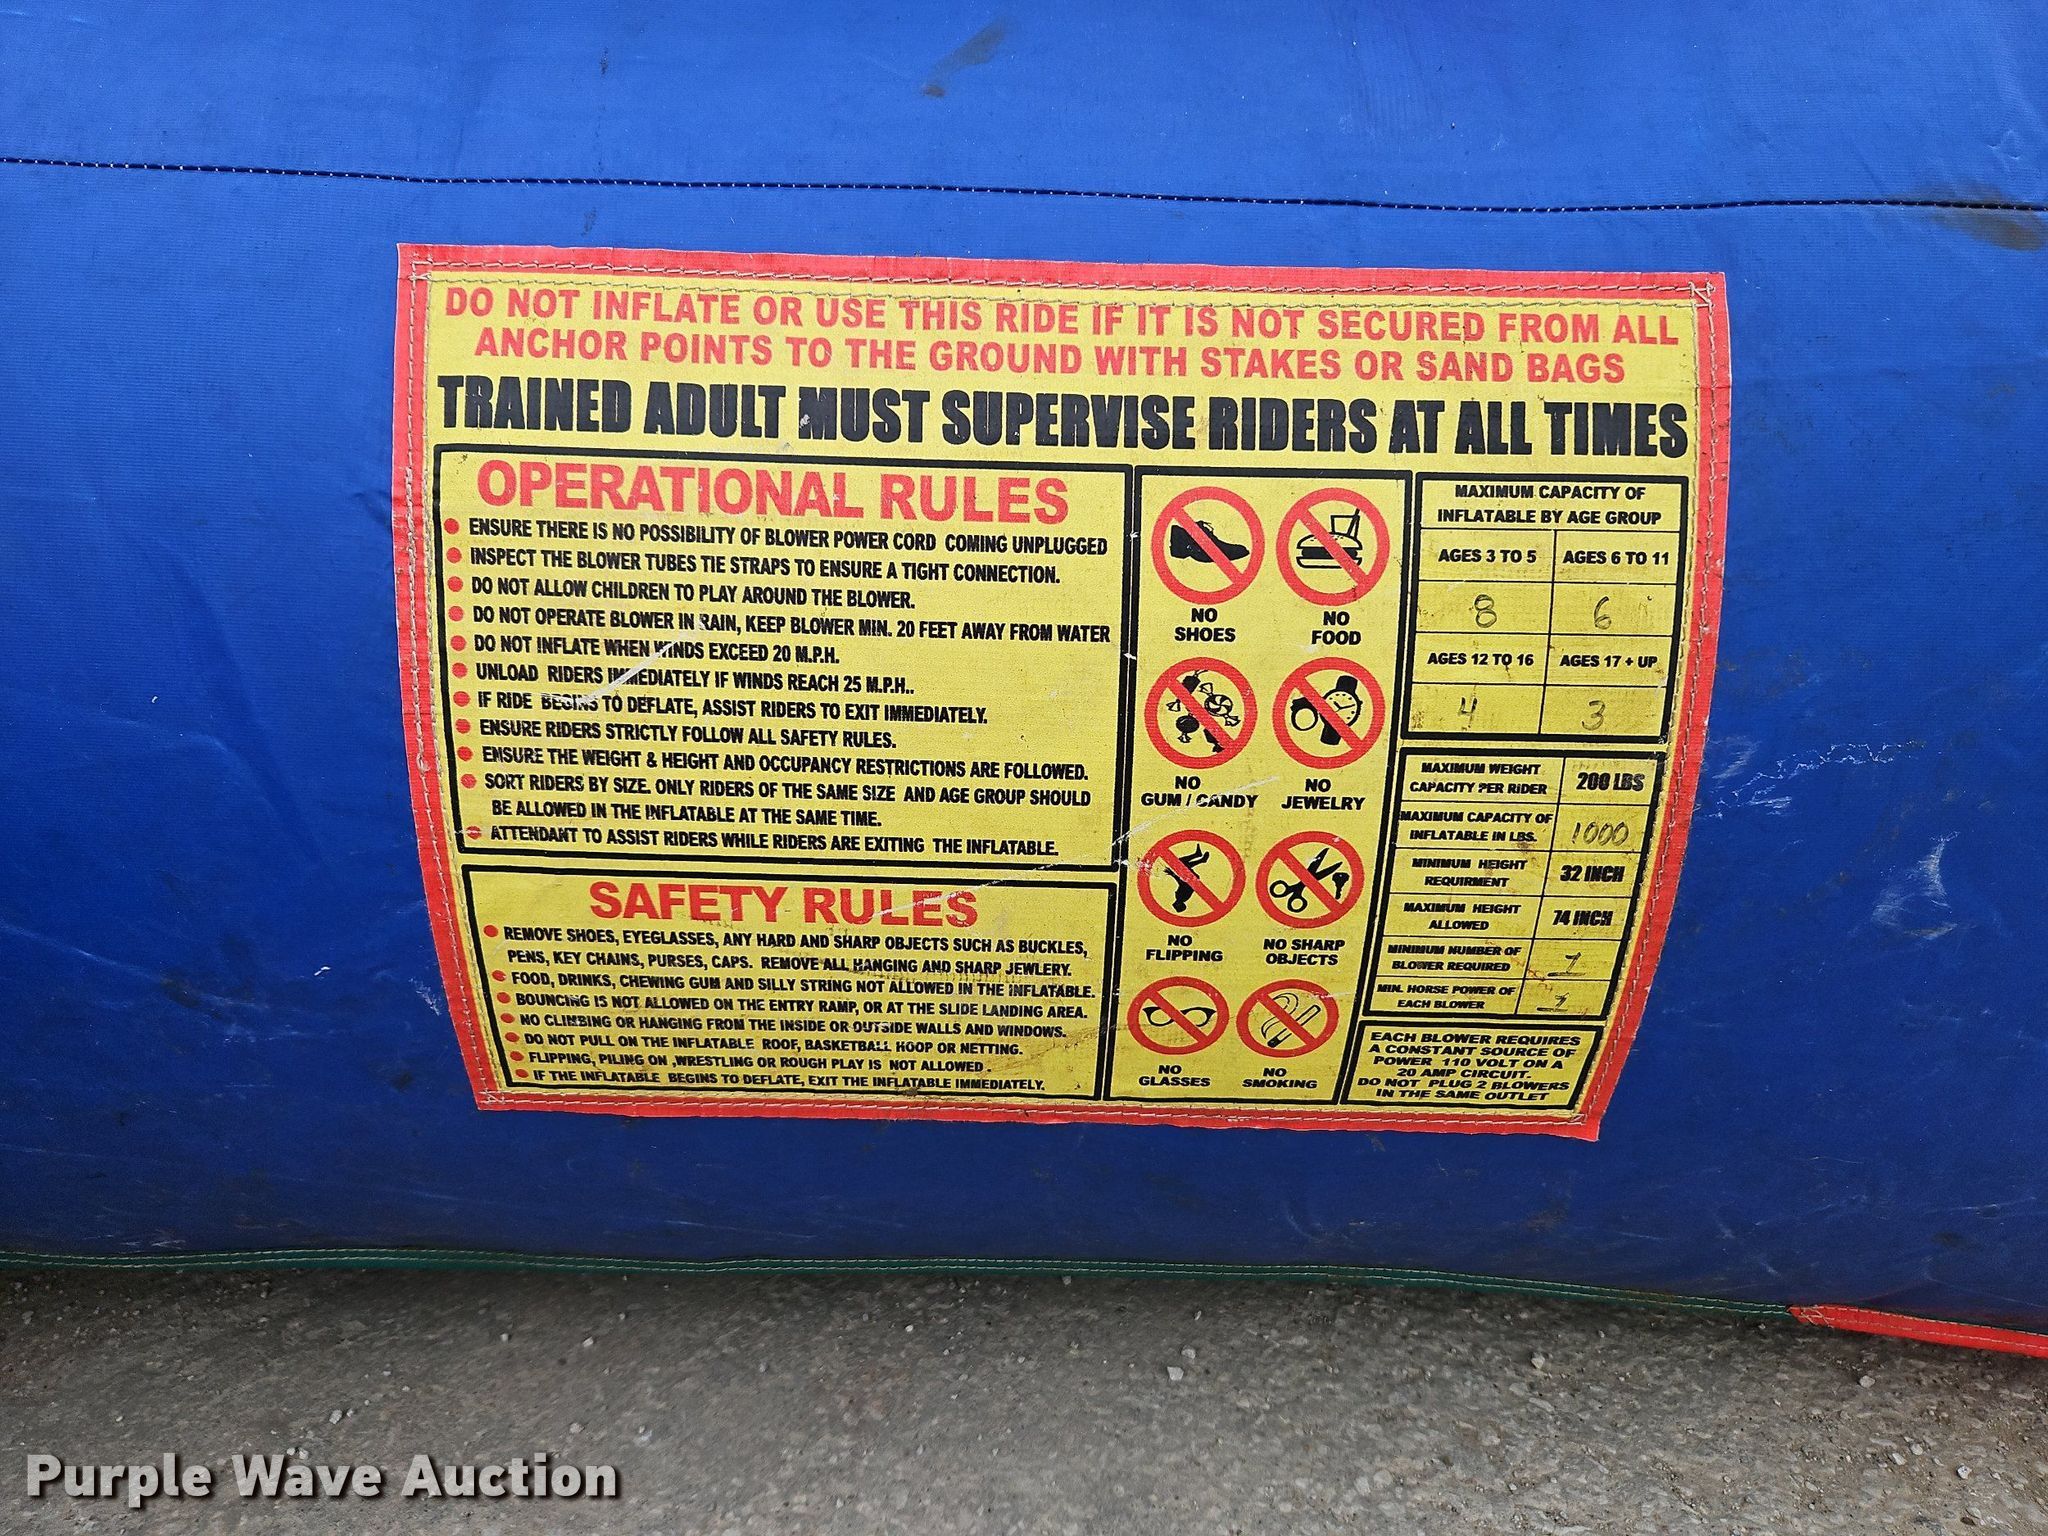 DO NOT INFLATE OR USE THIS RIDE IF IT IS NOT SECURED FROM ALL
ANCHOR POINTS TO THE GROUND WITH STAKES OR SAND BAGS
TRAINED ADULT MUST SUPERVISE RIDERS AT ALL TIMES
OPERATIONAL RULES
ENSURE THERE IS NO POSSIBILITY OF BLOWER POWER CORD COMING UNPLUGGED
INSPECT THE BLOWER TUBES TIE STRAPS TO ENSURE A TIGHT CONNECTION.
DO NOT ALLOW CHILDREN TO PLAY AROUND THE BLOWER.
DO NOT OPERATE BLOWER IN RAIN, KEEP BLOWER MIN. 20 FEET AWAY FROM WATER
DO NOT INFLATE WHEN WINDS EXCEED 20 M.P.H.
UNLOAD RIDERS IMMEDIATELY IF WINDS REACH 25 M.P.H..
IF RIDE BEGINS TO DEFLATE, ASSIST RIDERS TO EXIT IMMEDIATELY.
ENSURE RIDERS STRICTLY FOLLOW ALL SAFETY RULES.
ENSURE THE WEIGHT & HEIGHT AND OCCUPANCY RESTRICTIONS ARE FOLLOWED.
SORT RIDERS BY SIZE. ONLY RIDERS OF THE SAME SIZE AND AGE GROUP SHOULD
BE ALLOWED IN THE INFLATABLE AT THE SAME TIME.
ATTENDANT TO ASSIST RIDERS WHILE RIDERS ARE EXITING THE INFLATABLE.
SAFETY RULES
REMOVE SHOES, EYEGLASSES, ANY HARD AND SHARP OBJECTS SUCH AS BUCKLES,
PENS, KEY CHAINS, PURSES, CAPS. REMOVE ALL HANGING AND SHARP JEWLERY.
FOOD, DRINKS, CHEWING GUM AND SILLY STRING NOT ALLOWED IN THE INFLATABLE.
BOUNCING IS NOT ALLOWED ON THE ENTRY RAMP, OR AT THE SLIDE LANDING AREA.
NO CLIMBING OR HANGING FROM THE INSIDE OR OUTSIDE WALLS AND WINDOWS.
DO NOT PULL ON THE INFLATABLE ROOF, BASKETBALL HOOP OR NETTING.
FLIPPING, PILING ON ,WRESTLING OR ROUGH PLAY IS NOT ALLOWED .
IF THE INFLATABLE BEGINS TO DEFLATE, EXIT THE INFLATABLE IMMEDIATELY.
NO
SHOES
NO
FOOD
NO
GUM / CANDY
NO
JEWELRY
NO
FLIPPING
NO SHARP
OBJECTS
NO
GLASSES
NO
SMOKING
MAXIMUM CAPACITY OF
INFLATABLE BY AGE GROUP
AGES 3 TO 5 AGES 6 TO 11
8 6
AGES 12 TO 16 AGES 17 + UP
4 3
MAXIMUM WEIGHT
CAPACITY PER RIDER 200 LBS
MAXIMUM CAPACITY OF
INFLATABLE IN LBS. 1000
MINIMUM HEIGHT
REQUIRMENT 32 INCH
MAXIMUM HEIGHT
ALLOWED 74 INCH
MINIMUM NUMBER OF
BLOWER REQUIRED 1
MIN. HORSE POWER OF
EACH BLOWER 1
EACH BLOWER REQUIRES
A CONSTANT SOURCE OF
POWER 110 VOLT ON A
20 AMP CIRCUIT.
DO NOT PLUG 2 BLOWERS
IN THE SAME OUTLET
Purple Wave Auction